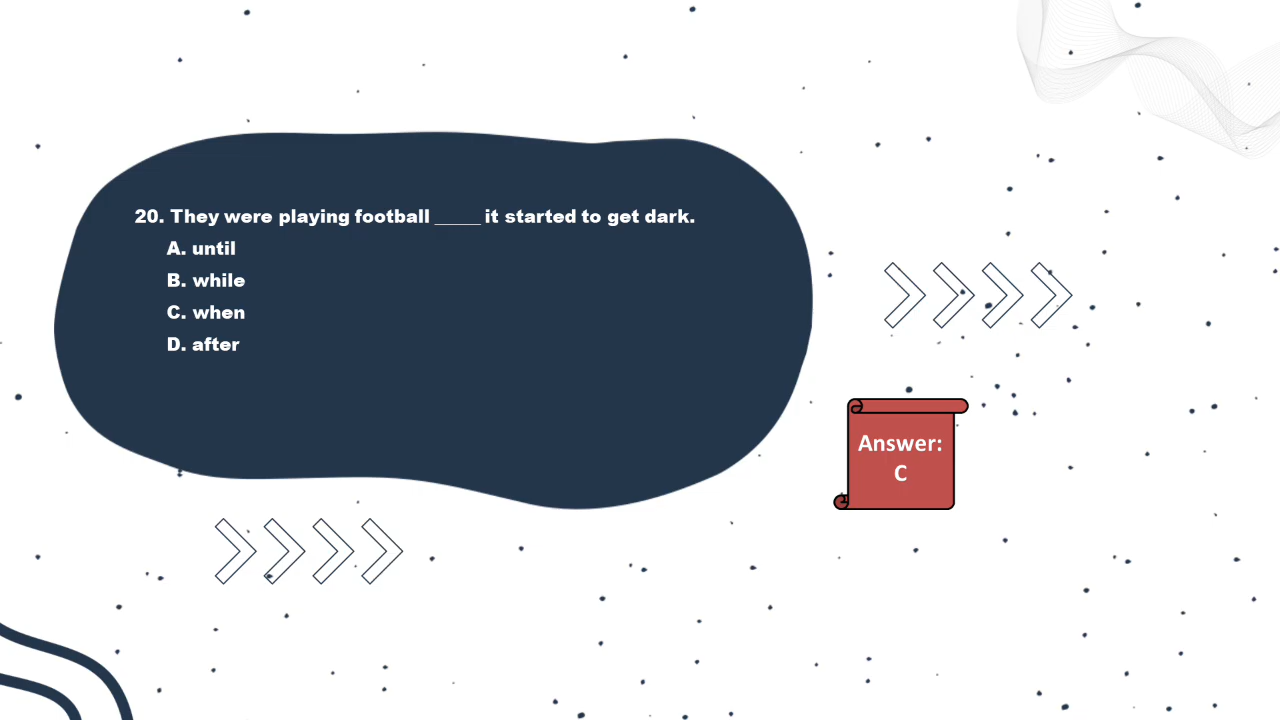 20. They were playing football _____ it started to get dark.
A. until
B. while
C. when
D. after
Answer:
C